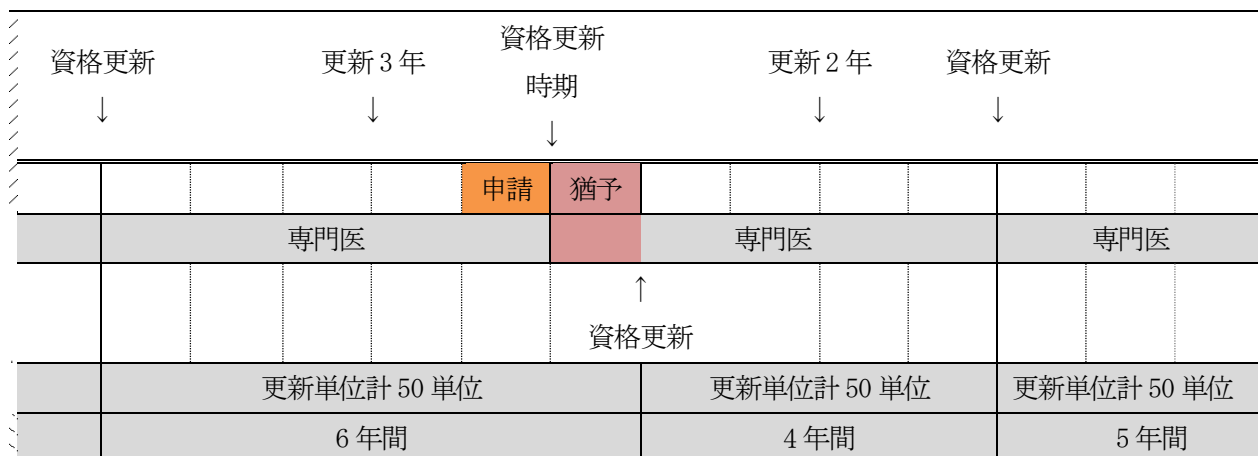 資格更新
更新3年
資格更新
時期
更新2年
資格更新
↓
↓
↓
↓
↓
申請
猶予
専門医
専門医
専門医
↑
資格更新
更新単位計50単位
更新単位計50単位
更新単位計50単位
6年間
4年間
5年間